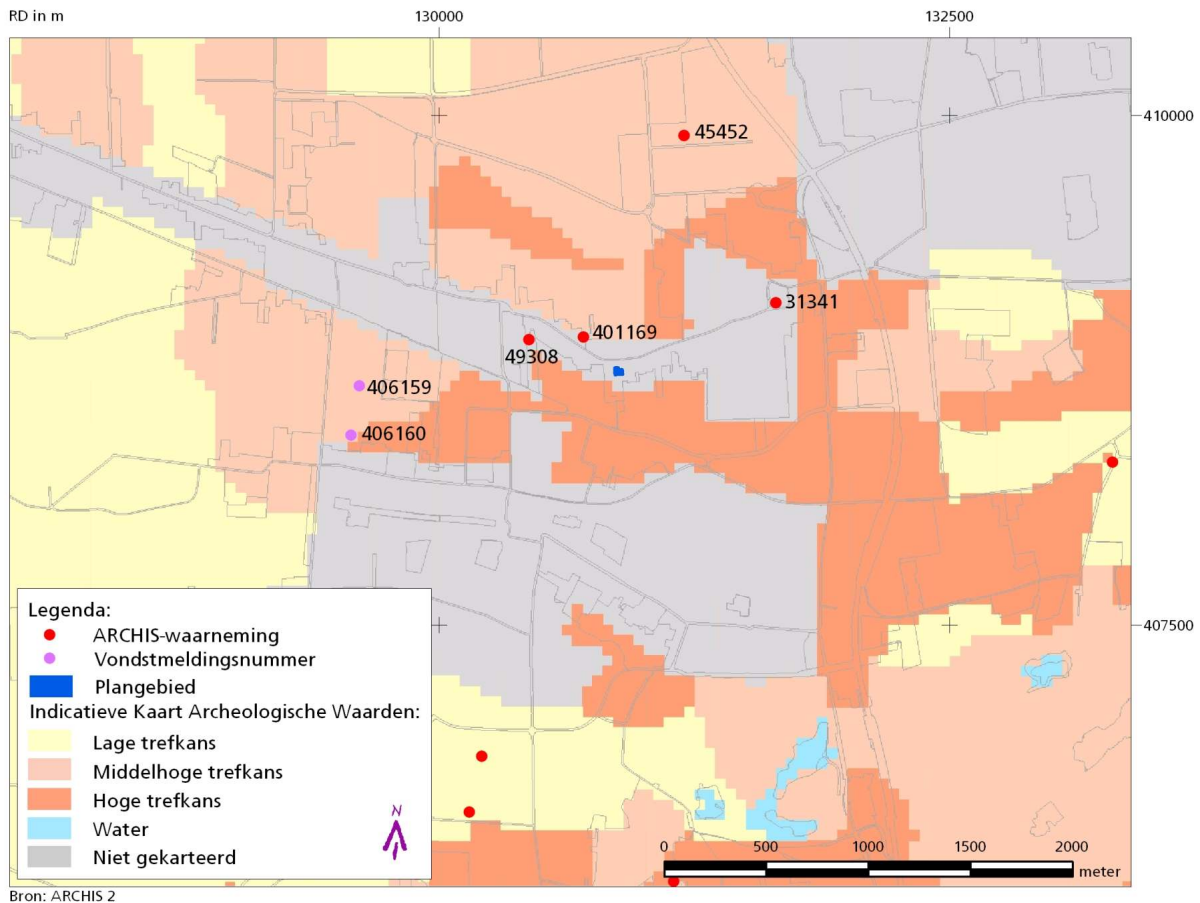 RD in m
130000
132500
410000
45452
31341
401169
49308
406159
406160
407500
Legenda:
ARCHIS-waarneming
Vondstmeldingsnummer
Plangebied
Indicatieve Kaart Archeologische Waarden:
Lage trefkans
Middelhoge trefkans
Hoge trefkans
Water
Niet gekarteerd
N
0 500 1000 1500 2000
meter
Bron: ARCHIS 2